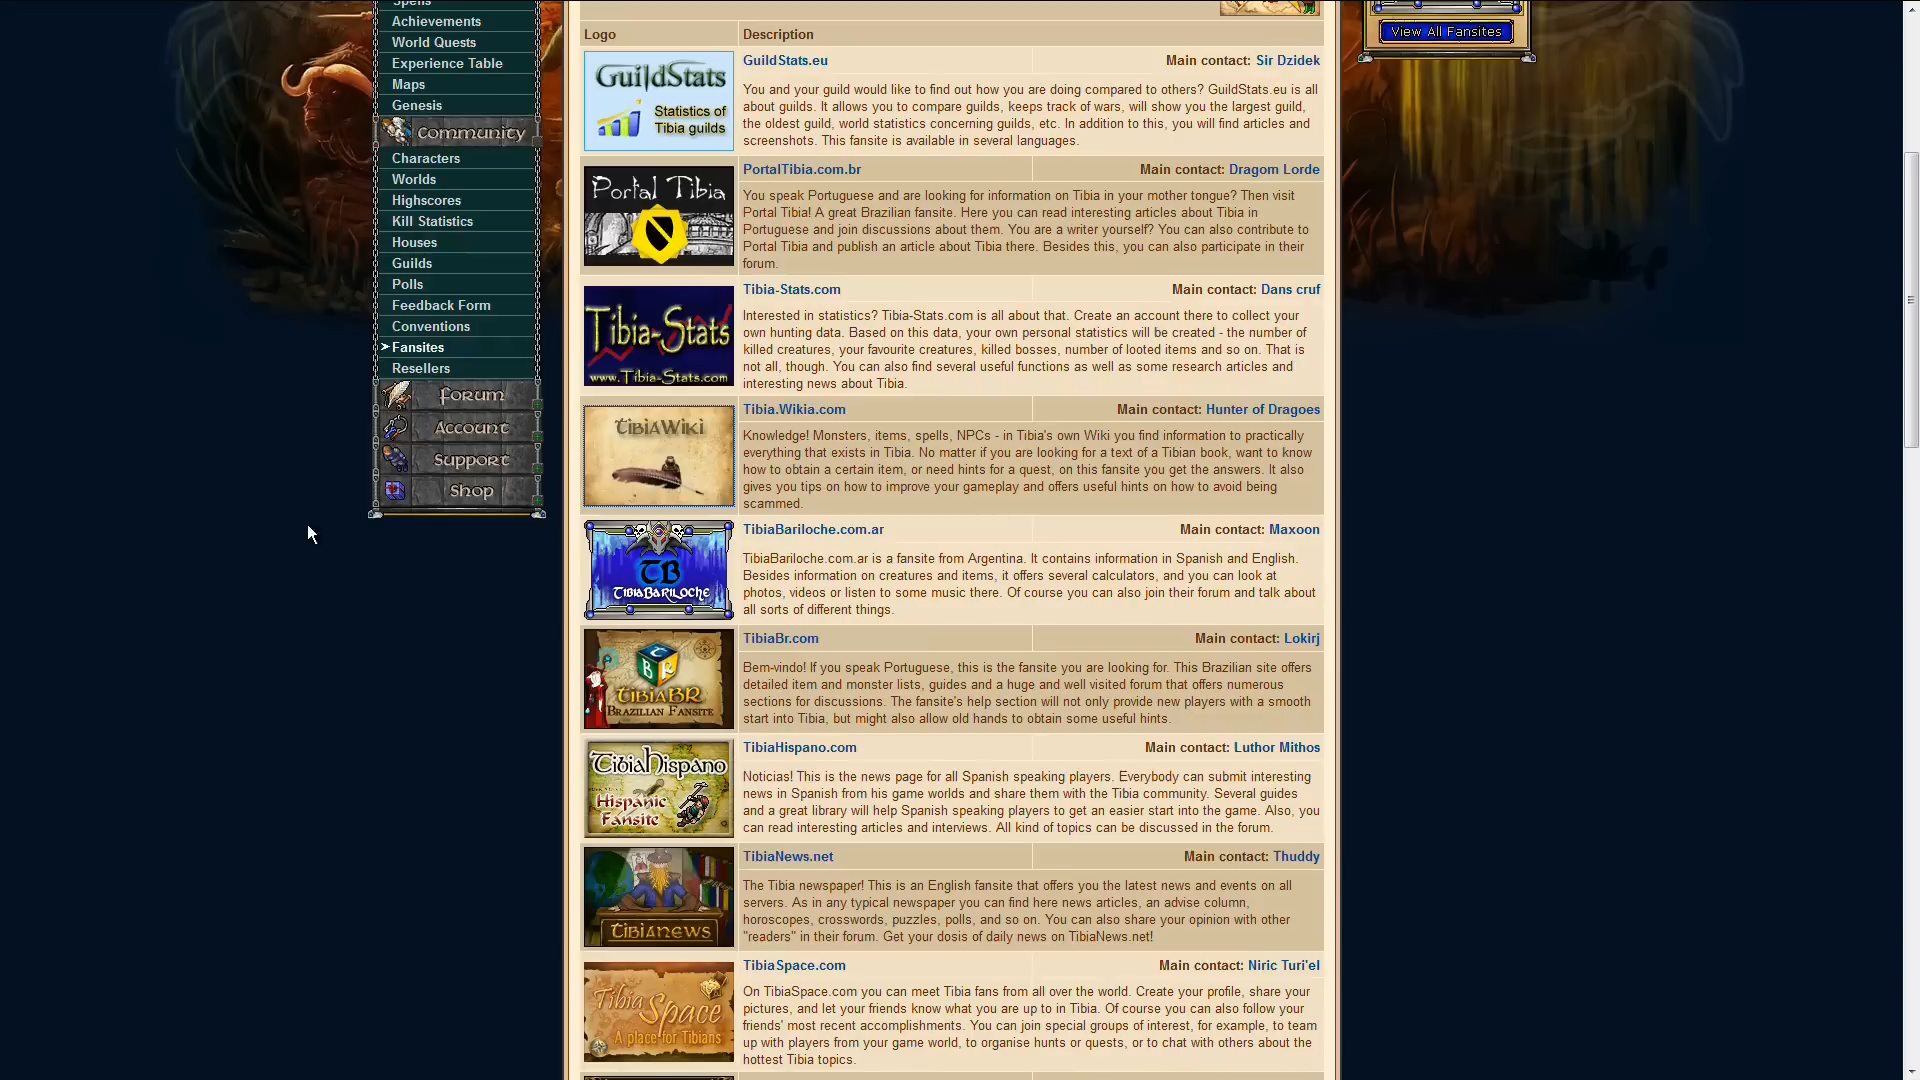 Spells
Achievements
World Quests
Experience Table
Maps
Genesis
Community
Characters
Worlds
Highscores
Kill Statistics
Houses
Guilds
Polls
Feedback Form
Conventions
Fansites
Resellers
Forum
Account
Support
Shop
Logo Description
GuildStats
Statistics of
Tibia guilds
GuildStats.eu Main contact: Sir Dzidek
You and your guild would like to find out how you are doing compared to others? GuildStats.eu is all
about guilds. It allows you to compare guilds, keeps track of wars, will show you the largest guild,
the oldest guild, world statistics concerning guilds, etc. In addition to this, you will find articles and
screenshots. This fansite is available in several languages.
Portal Tibia
PortalTibia.com.br Main contact: Dragom Lorde
You speak Portuguese and are looking for information on Tibia in your mother tongue? Then visit
Portal Tibia! A great Brazilian fansite. Here you can read interesting articles about Tibia in
Portuguese and join discussions about them. You are a writer yourself? You can also contribute to
Portal Tibia and publish an article about Tibia there. Besides this, you can also participate in their
forum.
Tibia-Stats
www.Tibia-Stats.com
Tibia-Stats.com Main contact: Dans cruf
Interested in statistics? Tibia-Stats.com is all about that. Create an account there to collect your
own hunting data. Based on this data, your own personal statistics will be created - the number of
killed creatures, your favourite creatures, killed bosses, number of looted items and so on. That is
not all, though. You can also find several useful functions as well as some research articles and
interesting news about Tibia.
TibiaWiki
Tibia.Wikia.com Main contact: Hunter of Dragoes
Knowledge! Monsters, items, spells, NPCs - in Tibia's own Wiki you find information to practically
everything that exists in Tibia. No matter if you are looking for a text of a Tibian book, want to know
how to obtain a certain item, or need hints for a quest, on this fansite you get the answers. It also
gives you tips on how to improve your gameplay and offers useful hints on how to avoid being
scammed.
TB
TibiaBariloche
TibiaBariloche.com.ar Main contact: Maxoon
TibiaBariloche.com.ar is a fansite from Argentina. It contains information in Spanish and English.
Besides information on creatures and items, it offers several calculators, and you can look at
photos, videos or listen to some music there. Of course you can also join their forum and talk about
all sorts of different things.
TBR
TibiaBR
Brazilian Fansite
TibiaBr.com Main contact: Lokirj
Bem-vindo! If you speak Portuguese, this is the fansite you are looking for. This Brazilian site offers
detailed item and monster lists, guides and a huge and well visited forum that offers numerous
sections for discussions. The fansite's help section will not only provide new players with a smooth
start into Tibia, but might also allow old hands to obtain some useful hints.
TibiaHispano
Hispanic
Fansite
TibiaHispano.com Main contact: Luthor Mithos
Noticias! This is the news page for all Spanish speaking players. Everybody can submit interesting
news in Spanish from his game worlds and share them with the Tibia community. Several guides
and a great library will help Spanish speaking players to get an easier start into the game. Also, you
can read interesting articles and interviews. All kind of topics can be discussed in the forum.
TibiaNews
TibiaNews.net Main contact: Thuddy
The Tibia newspaper! This is an English fansite that offers you the latest news and events on all
servers. As in any typical newspaper you can find here news articles, an advise column,
horoscopes, crosswords, puzzles, polls, and so on. You can also share your opinion with other
"readers" in their forum. Get your dosis of daily news on TibiaNews.net!
Tibia Space
A place for Tibians
TibiaSpace.com Main contact: Niric Turi'el
On TibiaSpace.com you can meet Tibia fans from all over the world. Create your profile, share your
pictures, and let your friends know what you are up to in Tibia. Of course you can also follow your
friends' most recent accomplishments. You can join special groups of interest, for example, to team
up with players from your game world, to organise hunts or quests, or to chat with others about the
hottest Tibia topics.
View All Fansites